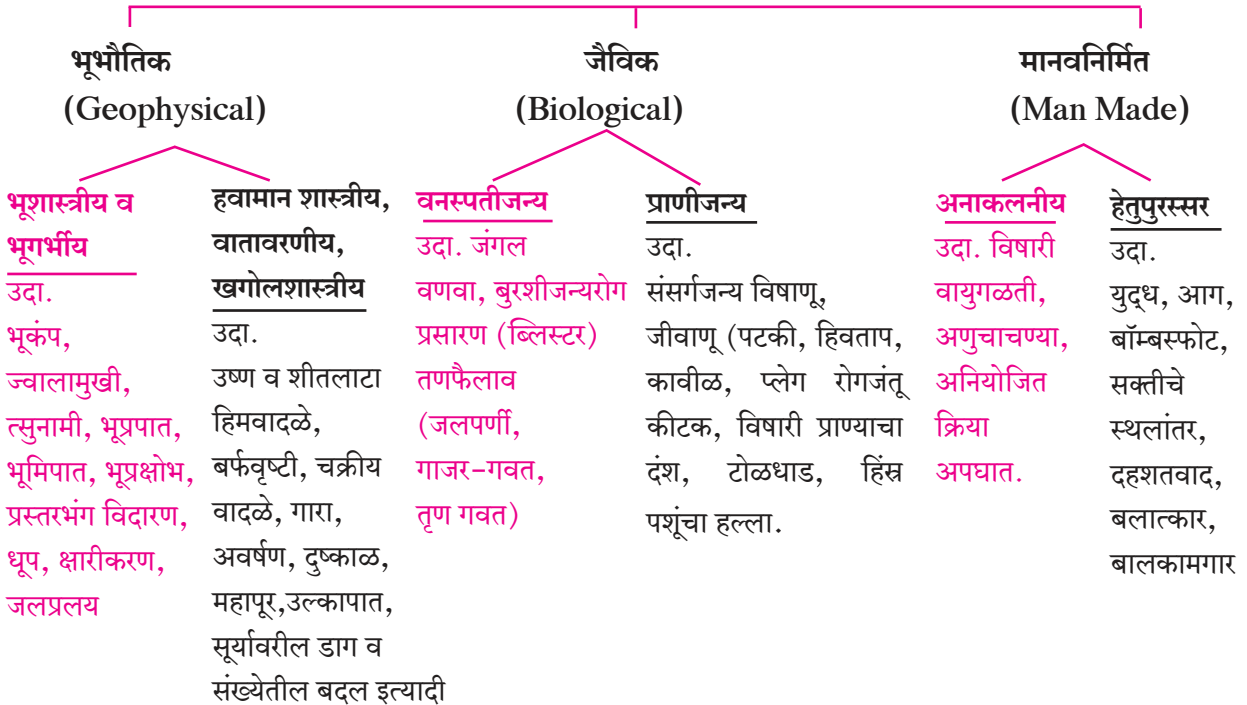 भूभौतिक
(Geophysical)
भूशास्त्रीय व
भूगर्भीय
उदा.
भूकंप,
ज्वालामुखी,
त्सुनामी, भूप्रपात,
भूमिपात, भूप्रक्षोभ,
प्रस्तरभंग विदारण,
धूप, क्षारीकरण,
जलप्रलय
हवामान शास्त्रीय,
वातावरणीय,
खगोलशास्त्रीय
उदा.
उष्ण व शीतलाटा
हिमवादळे,
बर्फवृष्टी, चक्रीय
वादळे, गारा,
अवर्षण, दुष्काळ,
महापूर,उल्कापात,
सूर्यावरील डाग व
संख्येतील बदल इत्यादी
जैविक
(Biological)
वनस्पतीजन्य
उदा. जंगल
वणवा, बुरशीजन्यरोग
प्रसारण (ब्लिस्टर)
तणफैलाव
(जलपर्णी,
गाजर-गवत,
तृण गवत)
प्राणीजन्य
उदा.
संसर्गजन्य विषाणू,
जीवाणू (पटकी, हिवताप,
कावीळ, प्लेग रोगजंतू
कीटक, विषारी प्राण्याचा
दंश, टोळधाड, हिंस्र
पशूंचा हल्ला.
मानवनिर्मित
(Man Made)
अनाकलनीय
उदा. विषारी
वायुगळती,
अणुचाचण्या,
अनियोजित
क्रिया
अपघात.
हेतुपुरस्सर
उदा.
युद्ध, आग,
बॉम्बस्फोट,
सक्तीचे
स्थलांतर,
दहशतवाद,
बलात्कार,
बालकामगार